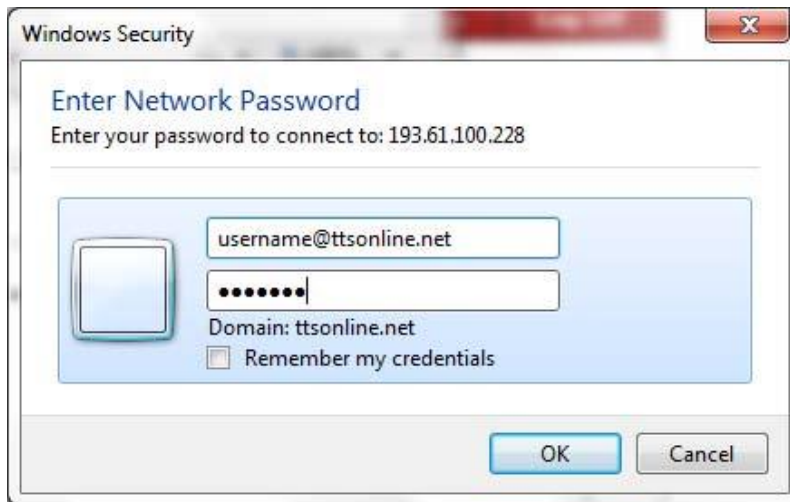 Windows Security
Enter Network Password
Enter your password to connect to: 193.61.100.228
username@ttsonline.net
•••••••
Domain: ttsonline.net
Remember my credentials
OK
Cancel